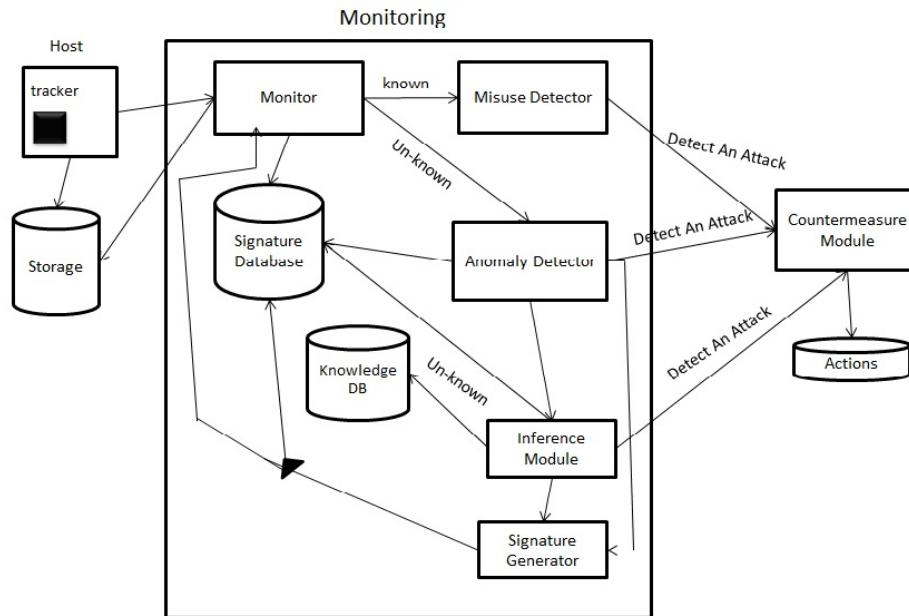 Monitoring
Host
tracker
Monitor
known
Misuse Detector
Un-known
Detect An Attack
Storage
Signature
Database
Anomaly Detector
Detect An Attack
Countermeasure
Module
Knowledge
DB
Un-known
Detect An Attack
Actions
Inference
Module
Signature
Generator